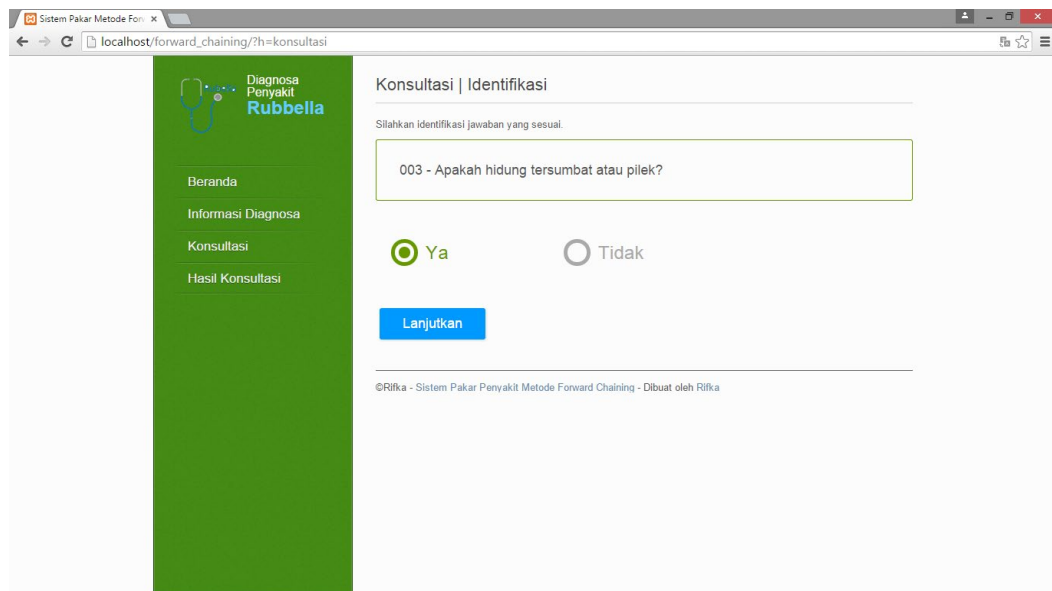 Sistem Pakar Metode For
localhost/forward_chaining/?h=konsultasi
Diagnosa
Penyakit
Rubbella
Beranda
Informasi Diagnosa
Konsultasi
Hasil Konsultasi
Konsultasi | Identifikasi
Silahkan identifikasi jawaban yang sesuai.
003 - Apakah hidung tersumbat atau pilek?
Ya Tidak
Lanjutkan
©Rifka - Sistem Pakar Penyakit Metode Forward Chaining - Dibuat oleh Rifka